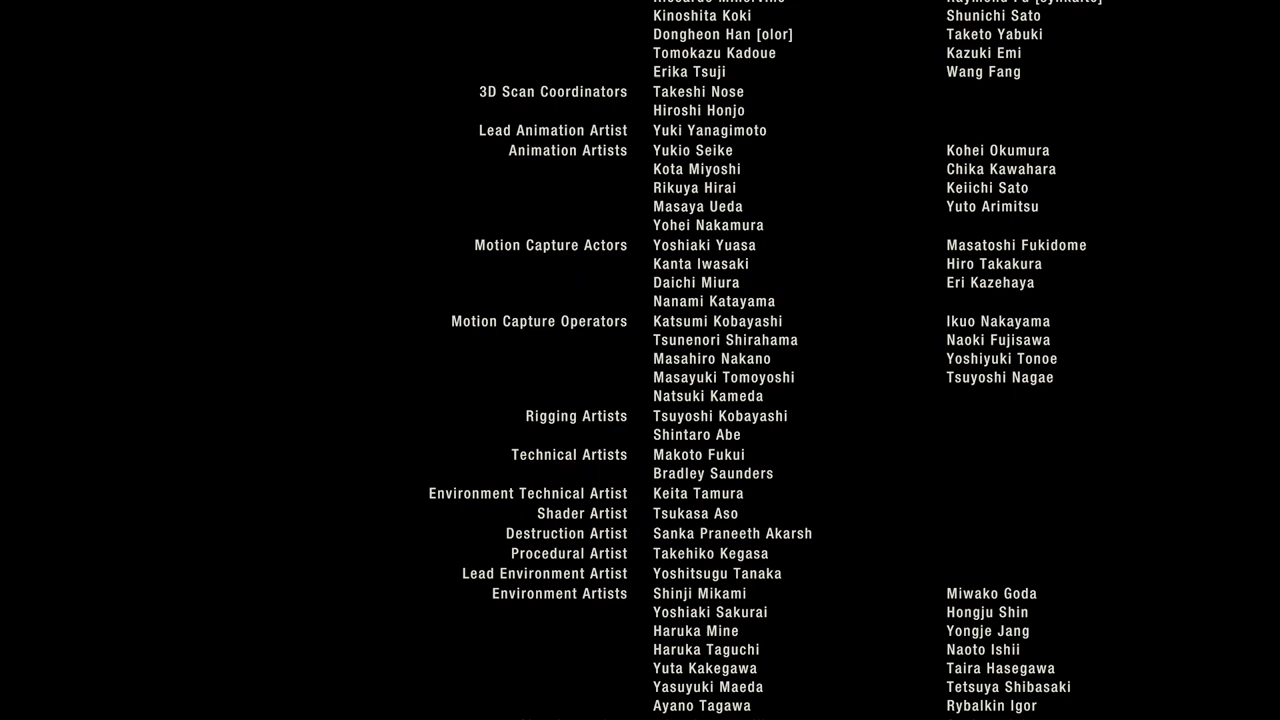 Kinoshita Koki Shunichi Sato
Dongheon Han [olor] Taketo Yabuki
Tomokazu Kadoue Kazuki Emi
Erika Tsuji Wang Fang
3D Scan Coordinators Takeshi Nose
Hiroshi Honjo
Lead Animation Artist Yuki Yanagimoto
Animation Artists Yukio Seike Kohei Okumura
Kota Miyoshi Chika Kawahara
Rikuya Hirai Keiichi Sato
Masaya Ueda Yuto Arimitsu
Yohei Nakamura
Motion Capture Actors Yoshiaki Yuasa Masatoshi Fukidome
Kanta Iwasaki Hiro Takakura
Daichi Miura Eri Kazehaya
Nanami Katayama
Motion Capture Operators Katsumi Kobayashi Ikuo Nakayama
Tsunenori Shirahama Naoki Fujisawa
Masahiro Nakano Yoshiyuki Tonoe
Masayuki Tomoyoshi Tsuyoshi Nagae
Natsuki Kameda
Rigging Artists Tsuyoshi Kobayashi
Shintaro Abe
Technical Artists Makoto Fukui
Bradley Saunders
Environment Technical Artist Keita Tamura
Shader Artist Tsukasa Aso
Destruction Artist Sanka Praneeth Akarsh
Procedural Artist Takehiko Kegasa
Lead Environment Artist Yoshitsugu Tanaka
Environment Artists Shinji Mikami Miwako Goda
Yoshiaki Sakurai Hongju Shin
Haruka Mine Yongje Jang
Haruka Taguchi Naoto Ishii
Yuta Kakegawa Taira Hasegawa
Yasuyuki Maeda Tetsuya Shibasaki
Ayano Tagawa Rybalkin Igor